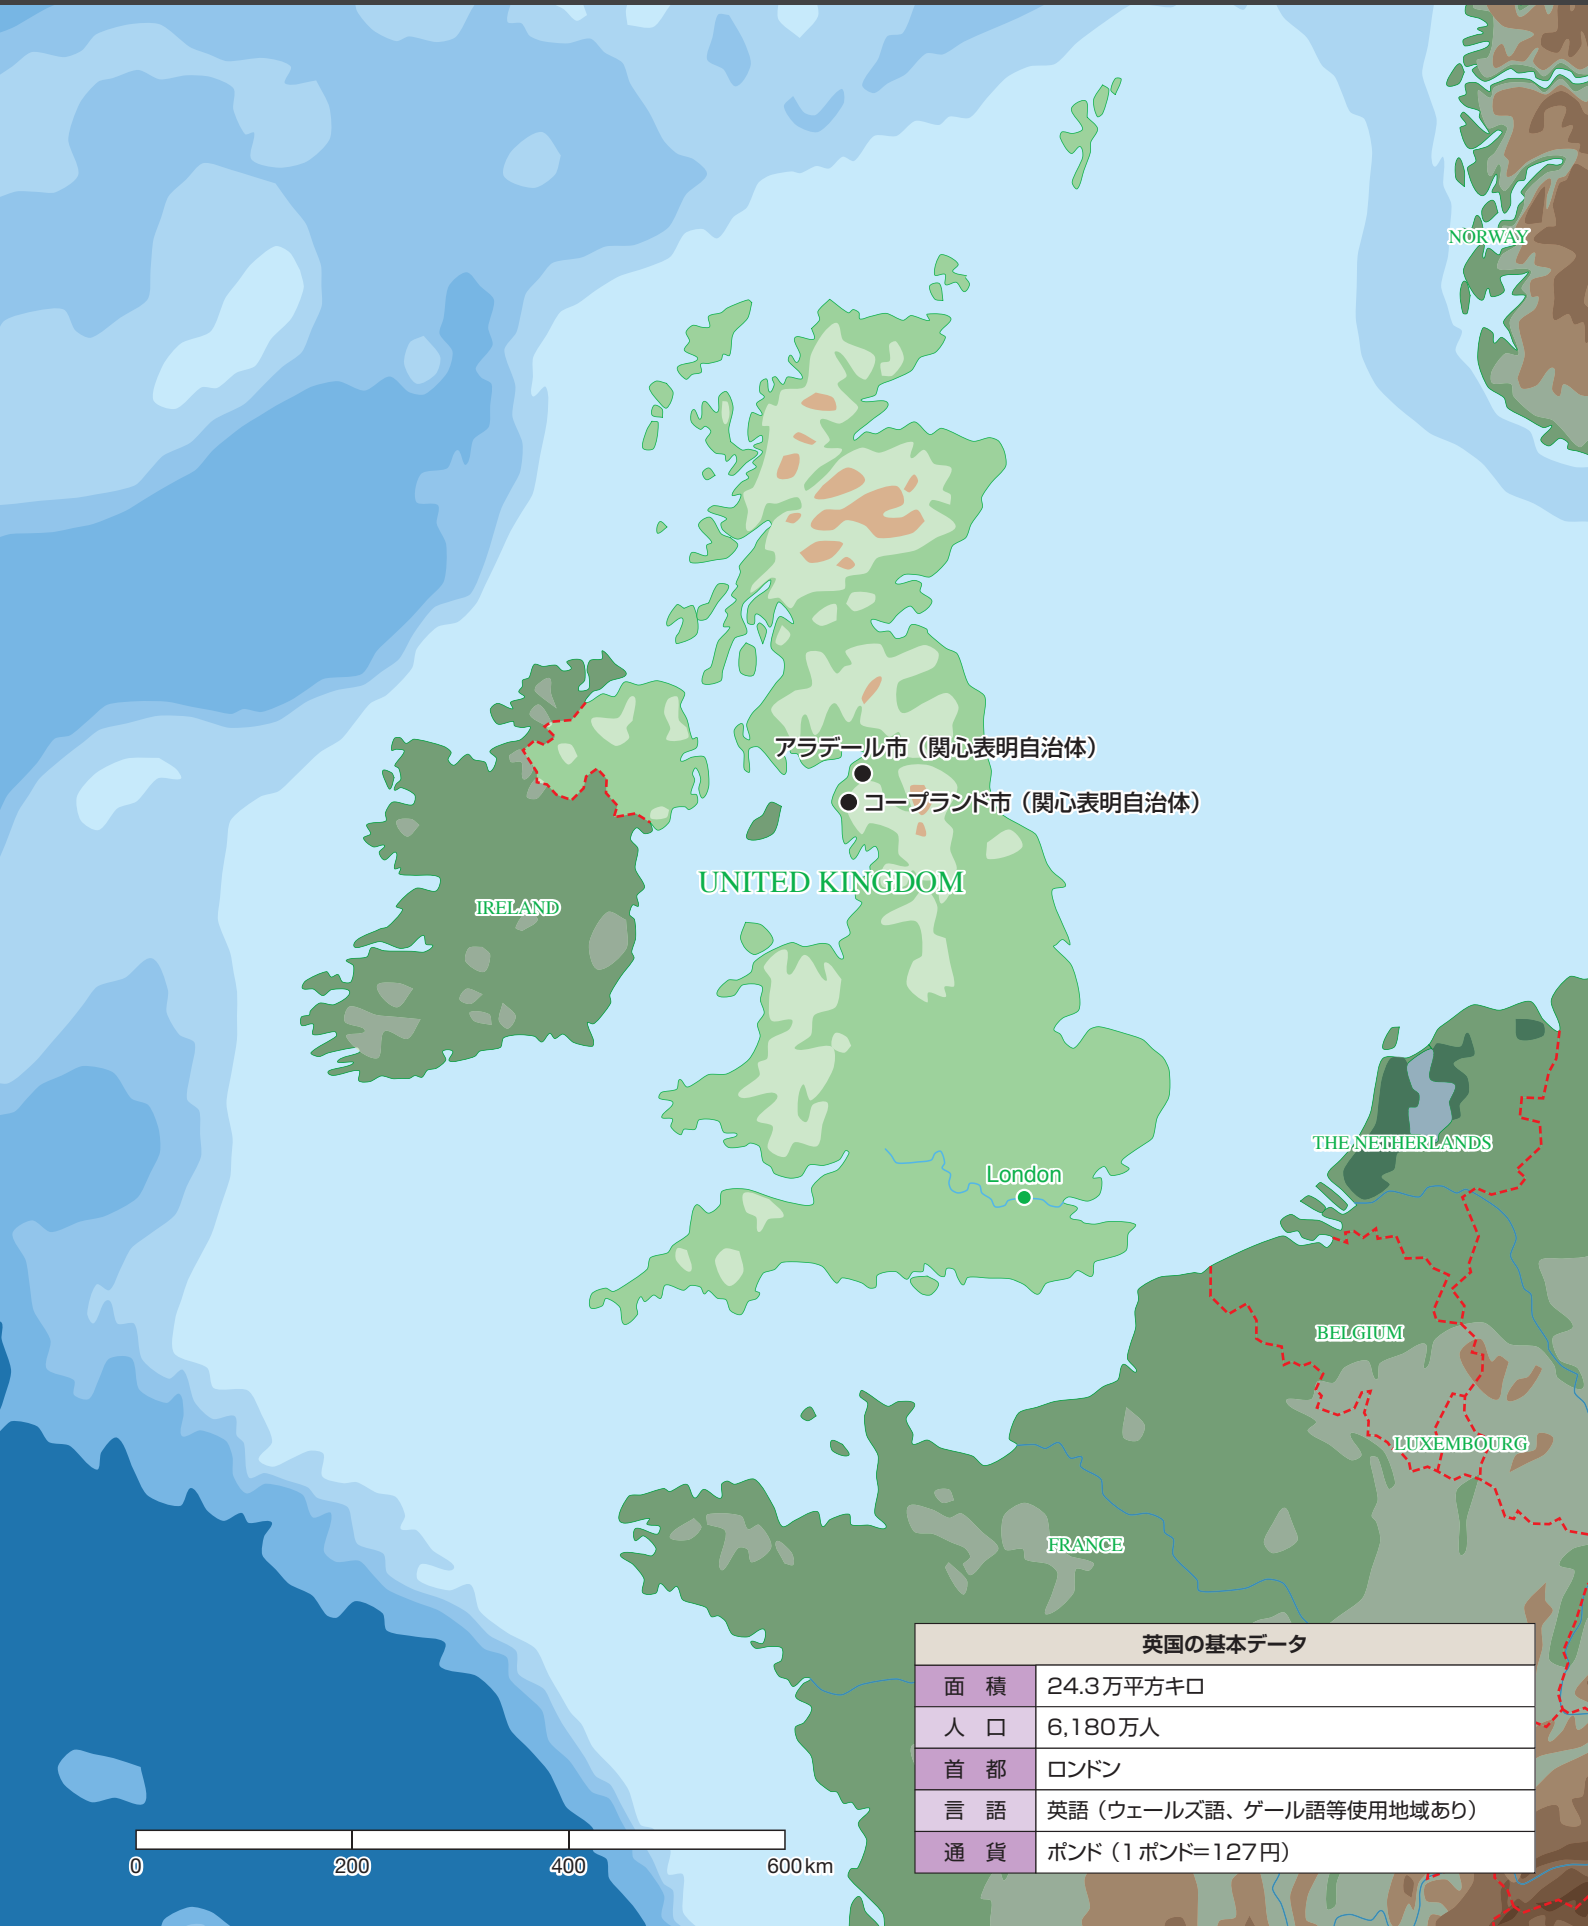 NORWAY
アラデール市（関心表明自治体）
コープランド市（関心表明自治体）
UNITED KINGDOM
IRELAND
THE NETHERLANDS
London
BELGIUM
LUXEMBOURG
FRANCE
英国の基本データ
面　積 24.3万平方キロ
人　口 6,180万人
首　都 ロンドン
言　語 英語（ウェールズ語、ゲール語等使用地域あり）
通　貨 ポンド（1ポンド=127円）
0 200 400 600km